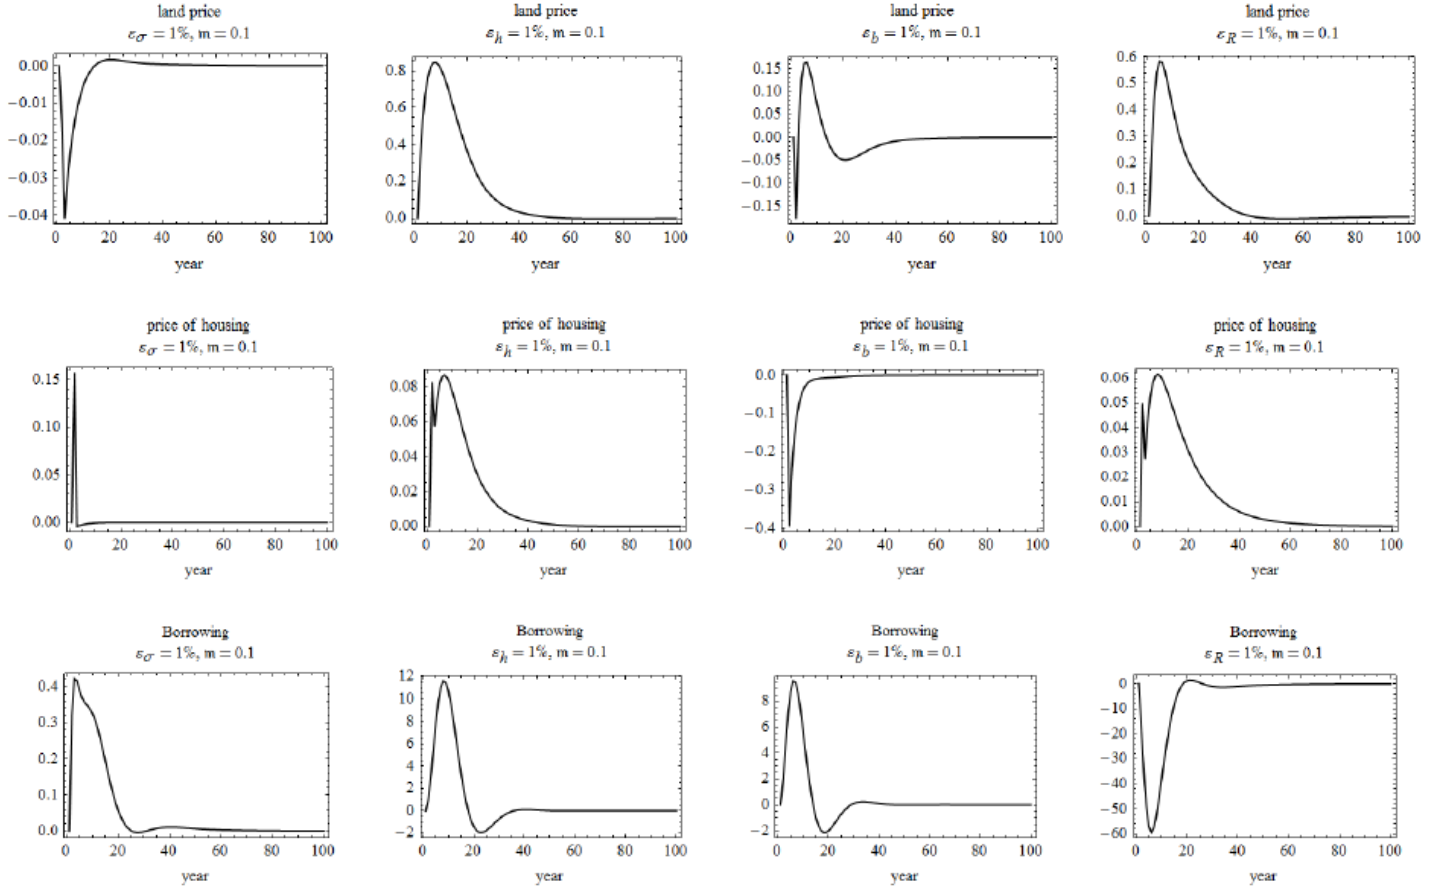 land price
εσ = 1%, m = 0.1
0.00
−0.01
−0.02
−0.03
−0.04
0 20 40 60 80 100
year
land price
εh = 1%, m = 0.1
0.8
0.6
0.4
0.2
0.0
0 20 40 60 80 100
year
land price
εb = 1%, m = 0.1
0.15
0.10
0.05
0.00
−0.05
−0.10
−0.15
0 20 40 60 80 100
year
land price
εR = 1%, m = 0.1
0.6
0.5
0.4
0.3
0.2
0.1
0.0
0 20 40 60 80 100
year
price of housing
εσ = 1%, m = 0.1
0.15
0.10
0.05
0.00
0 20 40 60 80 100
year
price of housing
εh = 1%, m = 0.1
0.08
0.06
0.04
0.02
0.00
0 20 40 60 80 100
year
price of housing
εb = 1%, m = 0.1
0.0
−0.1
−0.2
−0.3
−0.4
0 20 40 60 80 100
year
price of housing
εR = 1%, m = 0.1
0.06
0.05
0.04
0.03
0.02
0.01
0.00
0 20 40 60 80 100
year
Borrowing
εσ = 1%, m = 0.1
0.4
0.3
0.2
0.1
0.0
0 20 40 60 80 100
year
Borrowing
εh = 1%, m = 0.1
12
10
8
6
4
2
0
−2
0 20 40 60 80 100
year
Borrowing
εb = 1%, m = 0.1
8
6
4
2
0
−2
0 20 40 60 80 100
year
Borrowing
εR = 1%, m = 0.1
0
−10
−20
−30
−40
−50
−60
0 20 40 60 80 100
year